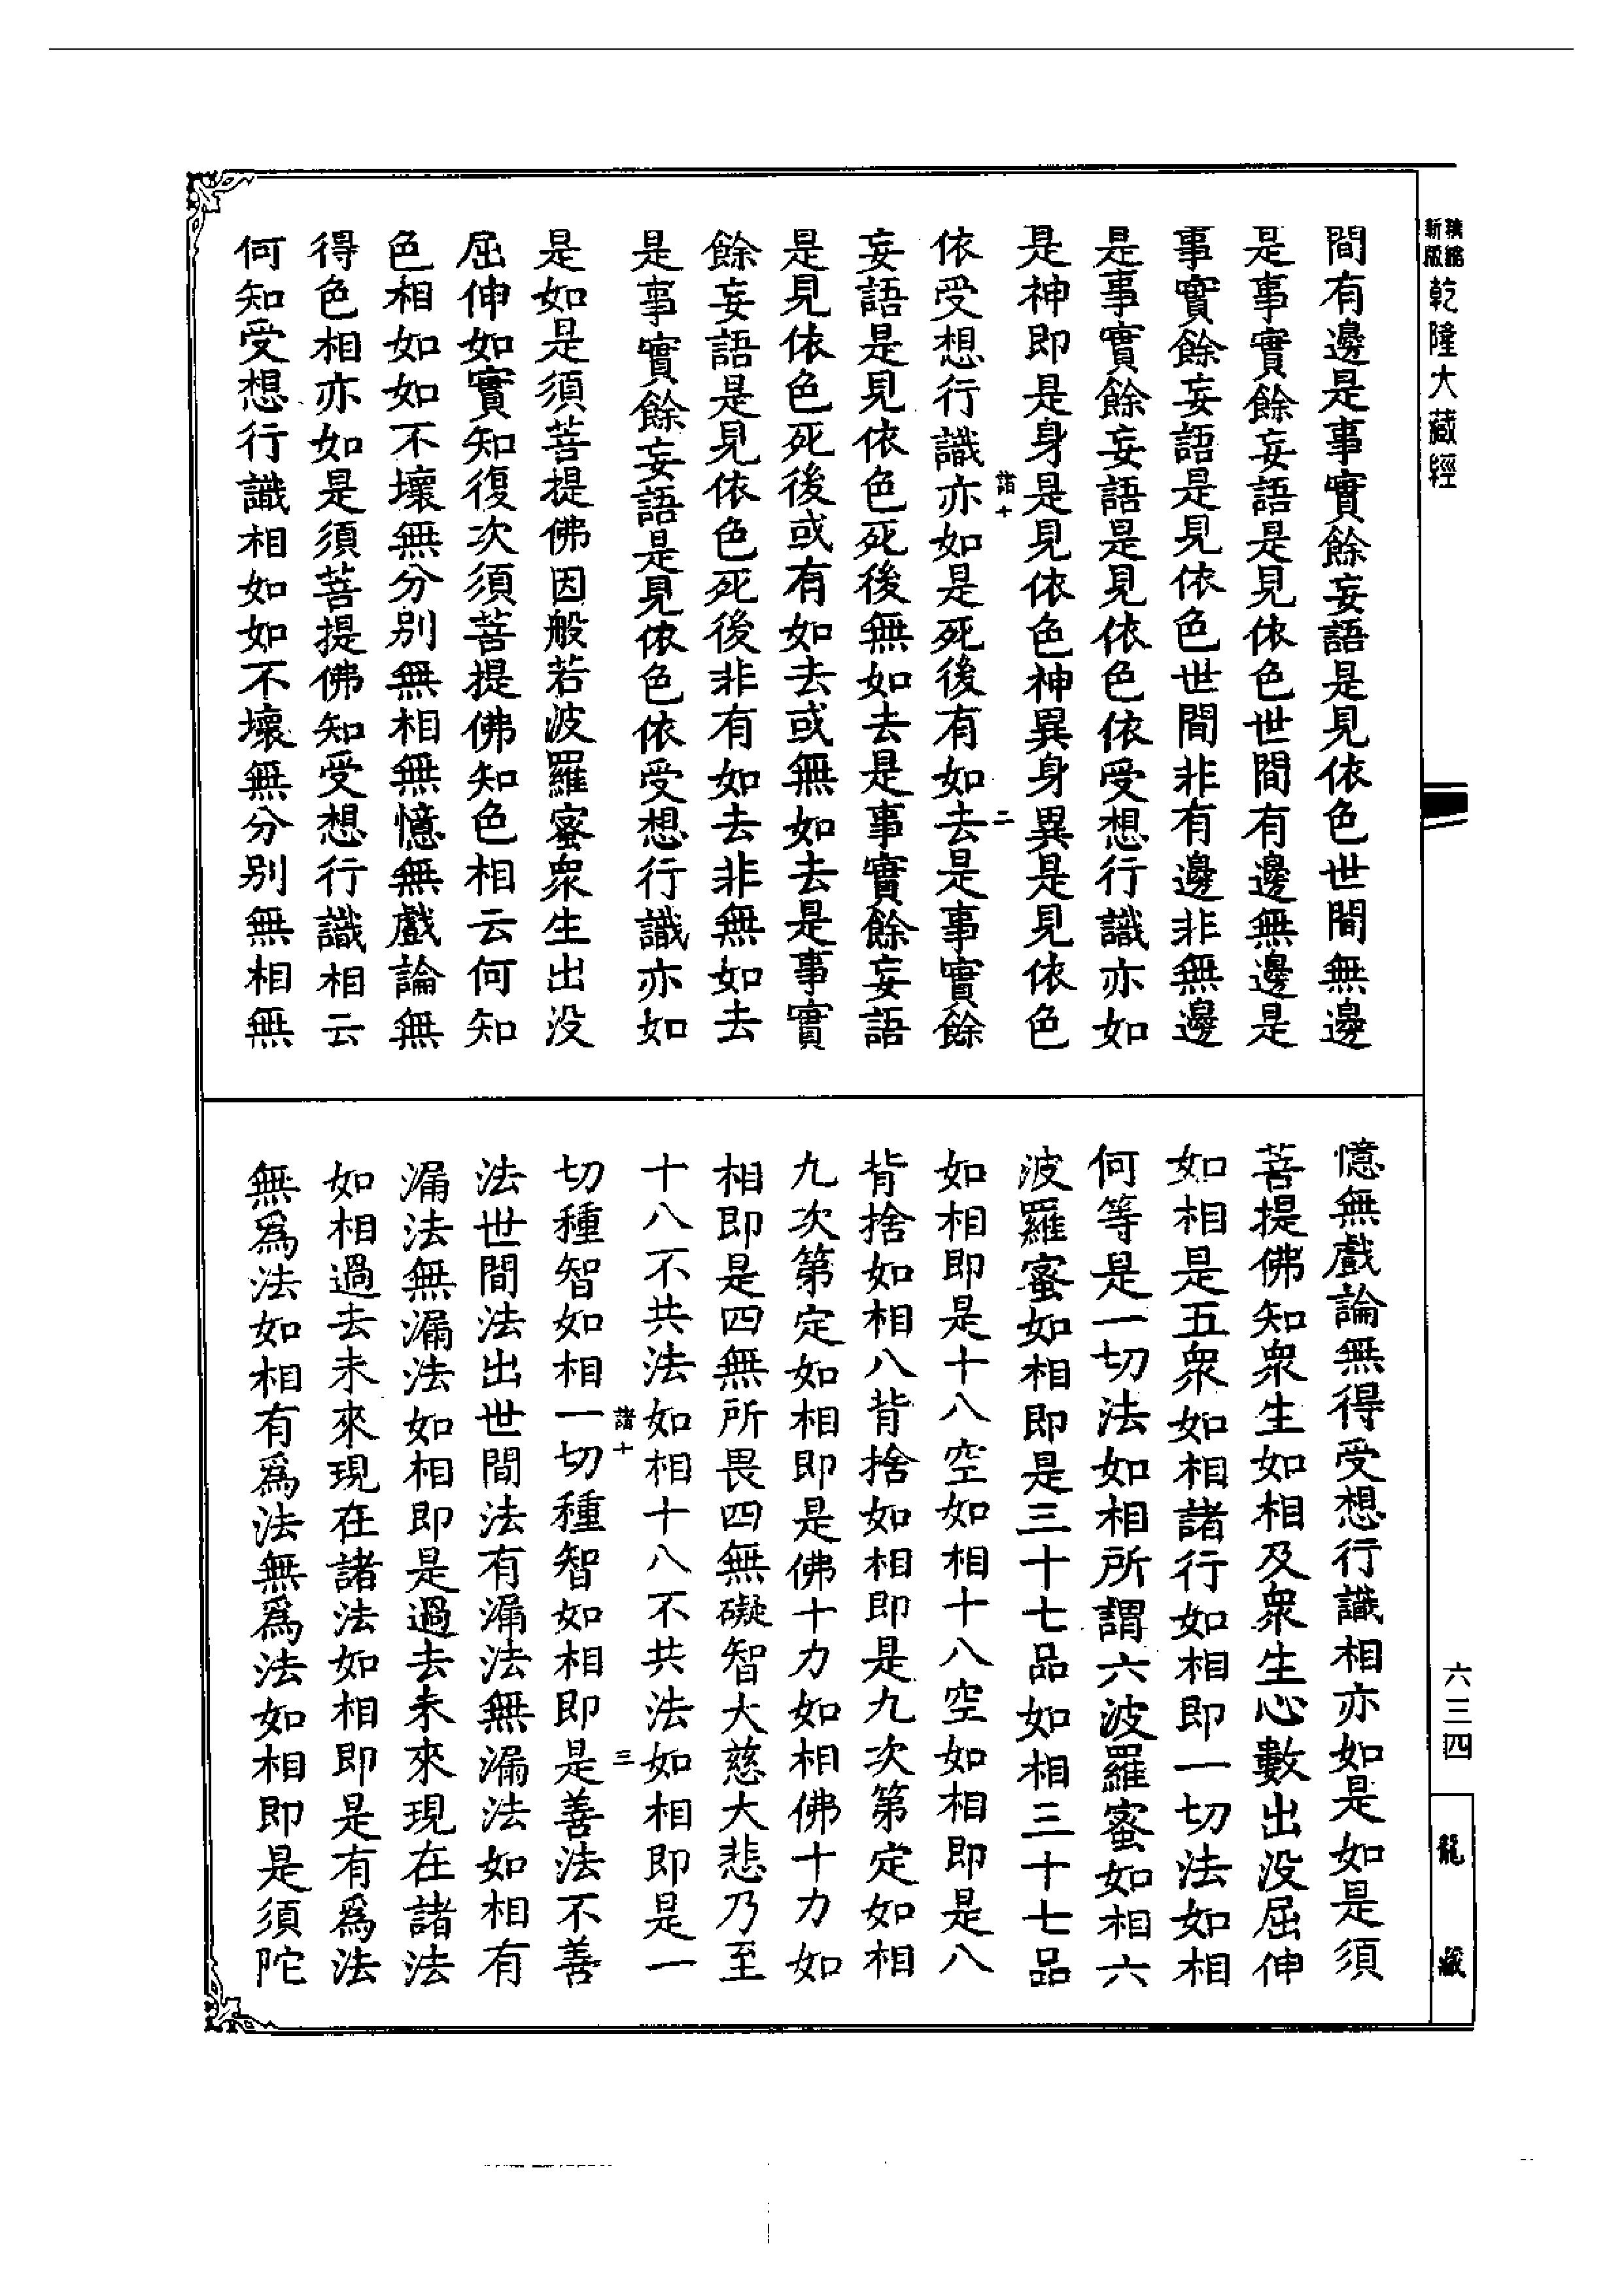 新版
精縮
乾隆大藏經
間有邊是事實餘妄語是見依色世間無邊
是事實餘妄語是見依色世間有邊無邊是
事實餘妄語是見依色世間非有邊非無邊
是事實餘妄語是見依色依受想行識亦如
是神即是身是見依色神異身異是見依色
諸十
二
依受想行識亦如是死後有如去是事實餘
妄語是見依色死後無如去是事實餘妄語
是見依色死後或有如去或無如去是事實
餘妄語是見依色死後非有如去非無如去
是事實餘妄語是見依色依受想行識亦如
是如是須菩提佛因般若波羅蜜眾生出没
屈伸如實知復次須菩提佛知色相云何知
色相如如不壞無分别無相無憶無戲論無
得色相亦如是須菩提佛知受想行識相云
何知受想行識相如如不壞無分别無相無
憶無戲論無得受想行識相亦如是如是須
菩提佛知眾生如相及眾生心數出没屈伸
如相是五眾如相諸行如相即一切法如相
何等是一切法如相所謂六波羅蜜如相六
波羅蜜如相即是三十七品如相三十七品
如相即是十八空如相十八空如相即是八
背捨如相八背捨如相即是九次第定如相
九次第定如相即是佛十力如相佛十力如
相即是四無所畏四無礙智大慈大悲乃至
十八不共法如相十八不共法如相即是一
諸十
三
切種智如相一切種智如相即是善法不善
法世間法出世間法有漏法無漏法如相有
漏法無漏法如相即是過去未來現在諸法
如相過去未來現在諸法如相即是有爲法
無爲法如相有爲法無爲法如相即是須陀
六三四
龍藏